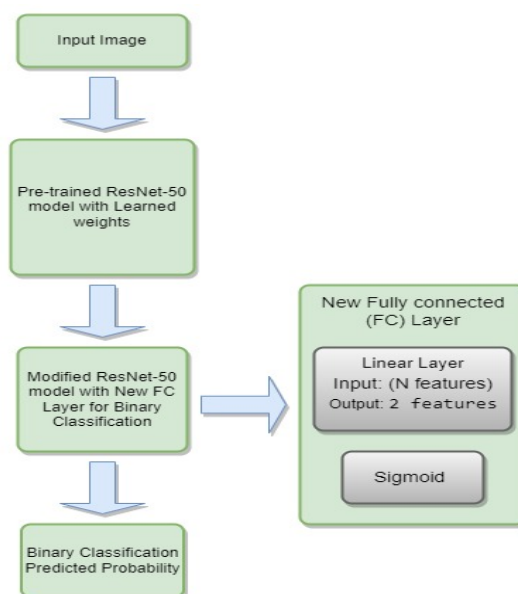 Input Image
Pre-trained ResNet-50
model with Learned
weights
Modified ResNet-50
model with New FC
Layer for Binary
Classification
Binary Classification
Predicted Probability
New Fully connected
(FC) Layer
Linear Layer
Input: (N features)
Output: 2 features
Sigmoid